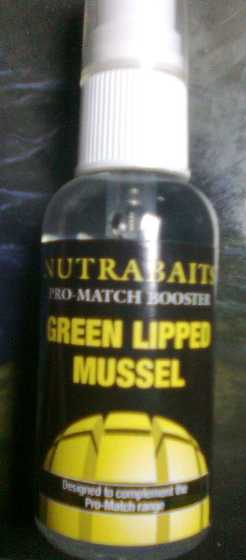 NUTRABAITS
PRO-MATCH BOOSTER
GREEN LIPPED
MUSSEL
Designed to complement the
Pro-Match range